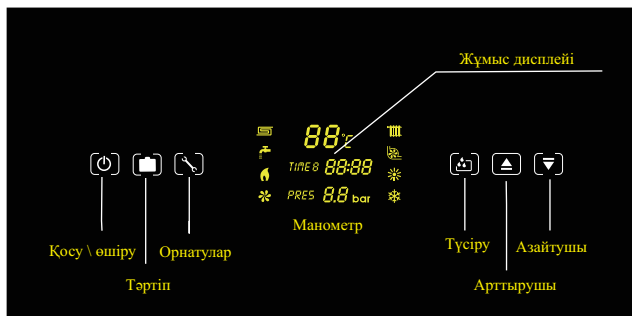 Жұмыс дисплейі
88°c
TIME 8 88:88
PRES 8.8 bar
Манометр
Қосу \ өшіру
Орнатулар
Тәртіп
Түсіру
Азайтушы
Арттырушы